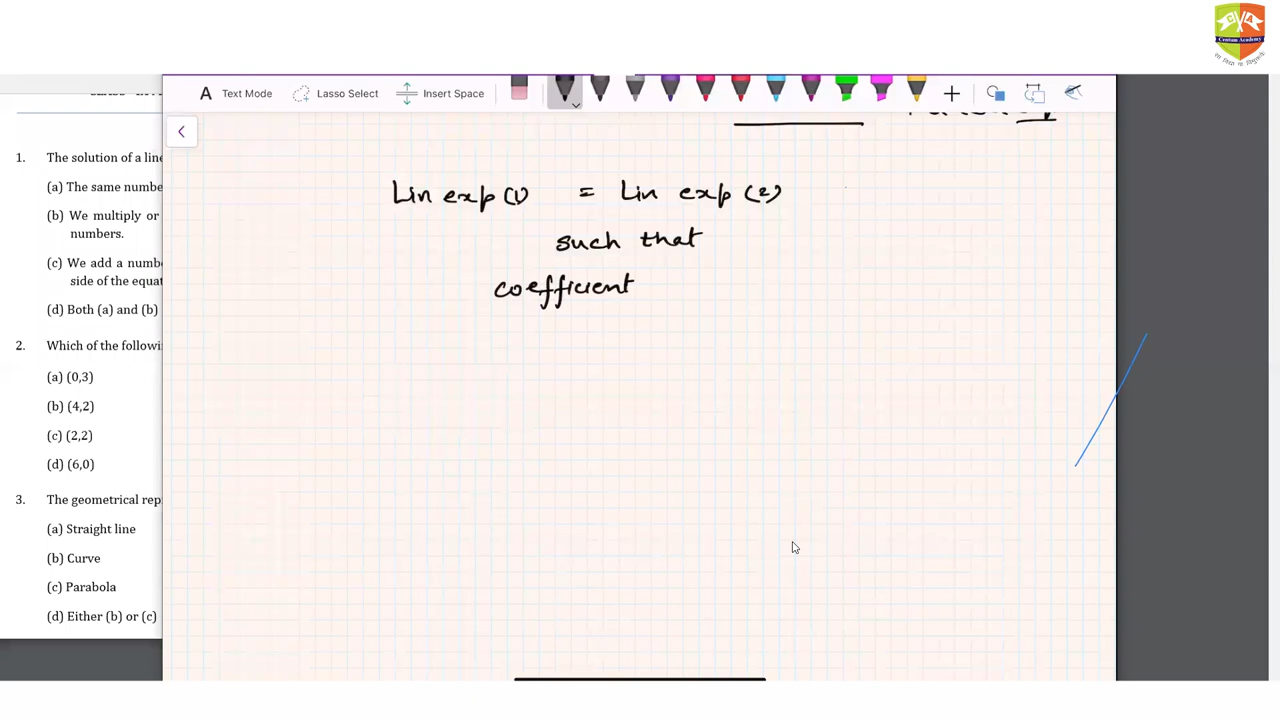 Centum Academy
A Text Mode Lasso Select Insert Space
1. The solution of a line
(a) The same numbe
(b) We multiply or
numbers.
(c) We add a numb
side of the equat
(d) Both (a) and (b)
2. Which of the followi
(a) (0,3)
(b) (4,2)
(c) (2,2)
(d) (6,0)
3. The geometrical rep
(a) Straight line
(b) Curve
(c) Parabola
(d) Either (b) or (c)
Lin exp (1) = Lin exp (2)
such that
coefficient